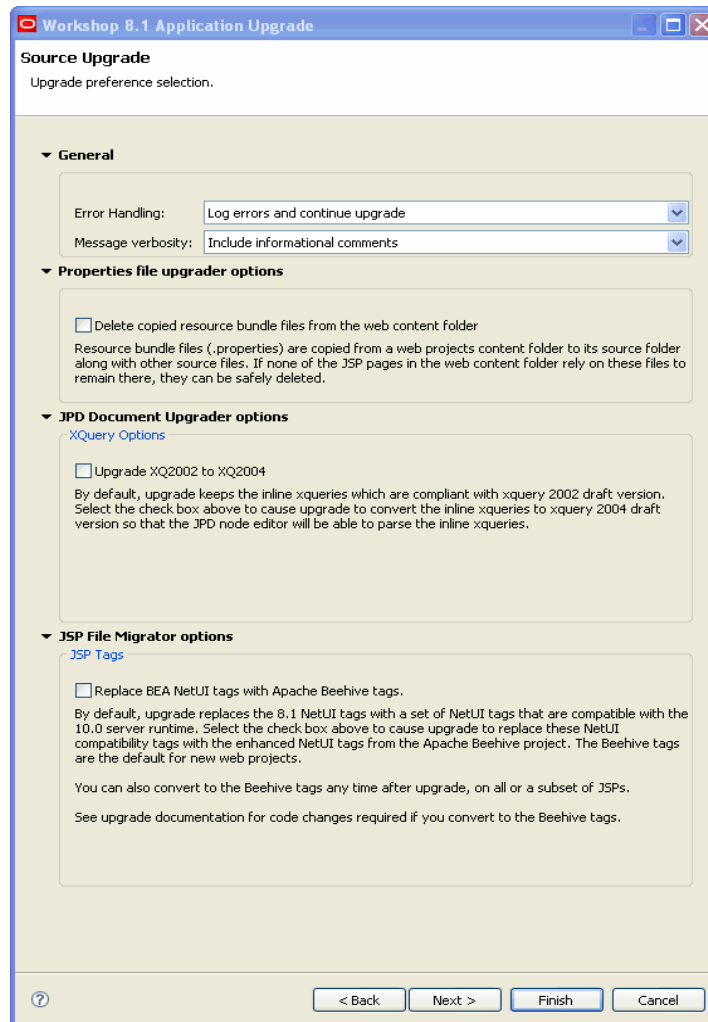 Workshop 8.1 Application Upgrade
Source Upgrade
Upgrade preference selection.
General
Error Handling: Log errors and continue upgrade
Message verbosity: Include informational comments
Properties file upgrader options
Delete copied resource bundle files from the web content folder
Resource bundle files (.properties) are copied from a web projects content folder to its source folder
along with other source files. If none of the JSP pages in the web content folder rely on these files to
remain there, they can be safely deleted.
JPD Document Upgrader options
XQuery Options
Upgrade XQ2002 to XQ2004
By default, upgrade keeps the inline xqueries which are compliant with xquery 2002 draft version.
Select the check box above to cause upgrade to convert the inline xqueries to xquery 2004 draft
version so that the JPD node editor will be able to parse the inline xqueries.
JSP File Migrator options
JSP Tags
Replace BEA NetUI tags with Apache Beehive tags.
By default, upgrade replaces the 8.1 NetUI tags with a set of NetUI tags that are compatible with the
10.0 server runtime. Select the check box above to cause upgrade to replace these NetUI
compatibility tags with the enhanced NetUI tags from the Apache Beehive project. The Beehive tags
are the default for new web projects.
You can also convert to the Beehive tags any time after upgrade, on all or a subset of JSPs.
See upgrade documentation for code changes required if you convert to the Beehive tags.
? < Back Next > Finish Cancel